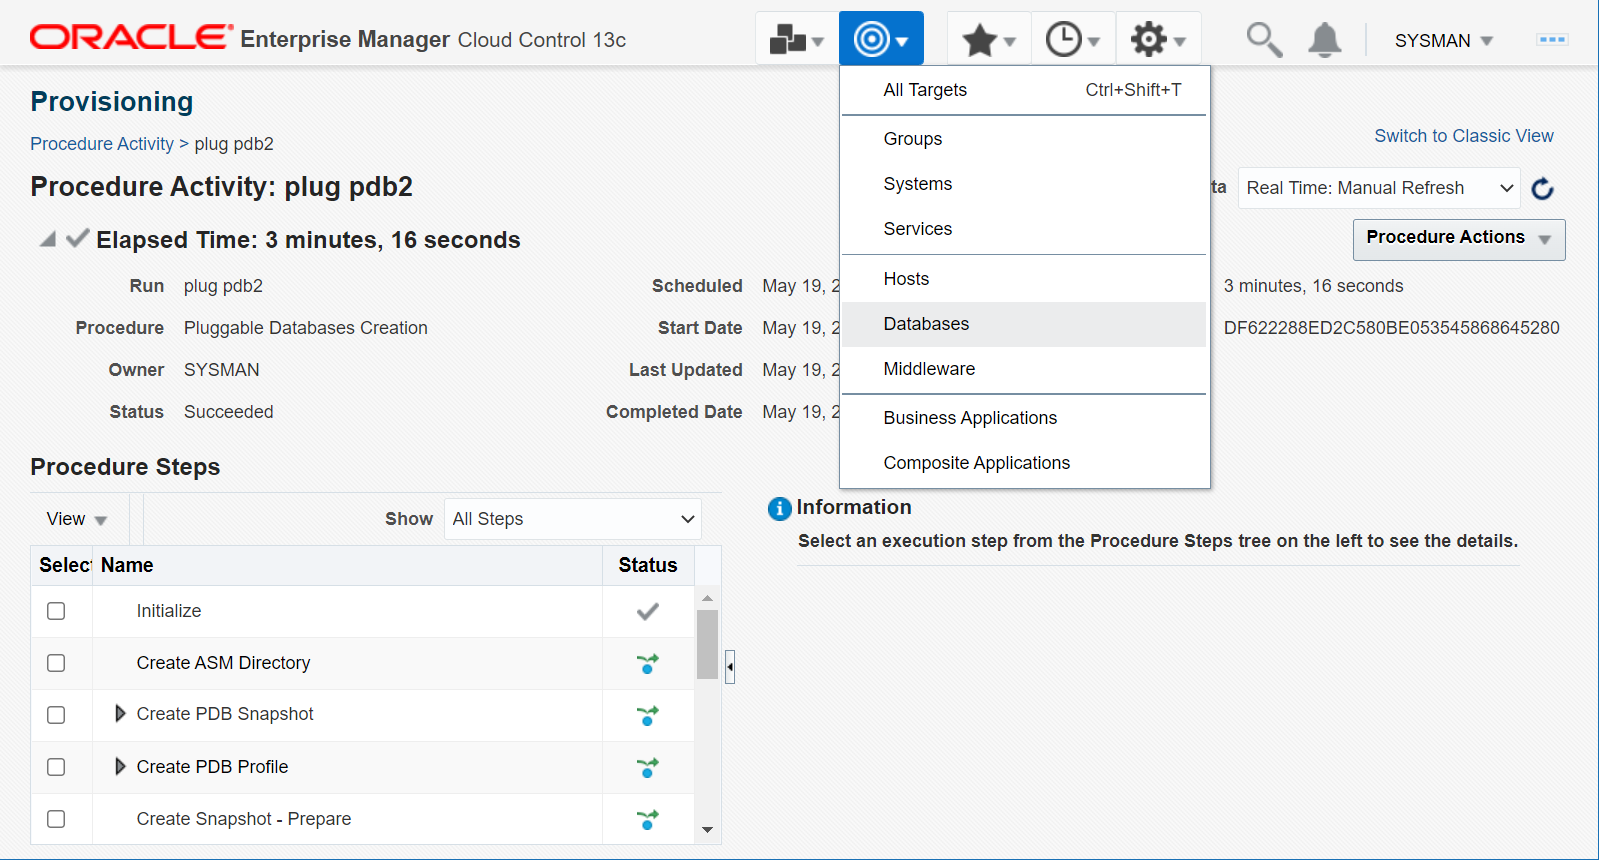 ORACLE Enterprise Manager Cloud Control 13c
SYSMAN
Provisioning
Procedure Activity > plug pdb2
Switch to Classic View
Procedure Activity: plug pdb2
ta Real Time: Manual Refresh
Elapsed Time: 3 minutes, 16 seconds
Procedure Actions
Run plug pdb2
Procedure Pluggable Databases Creation
Owner SYSMAN
Status Succeeded
Scheduled May 19, 2
Start Date May 19, 2
Last Updated May 19, 2
Completed Date May 19, 2
3 minutes, 16 seconds
DF622288ED2C580BE053545868645280
All Targets Ctrl+Shift+T
Groups
Systems
Services
Hosts
Databases
Middleware
Business Applications
Composite Applications
Procedure Steps
View Show All Steps
Select Name Status
Initialize
Create ASM Directory
Create PDB Snapshot
Create PDB Profile
Create Snapshot - Prepare
Information
Select an execution step from the Procedure Steps tree on the left to see the details.